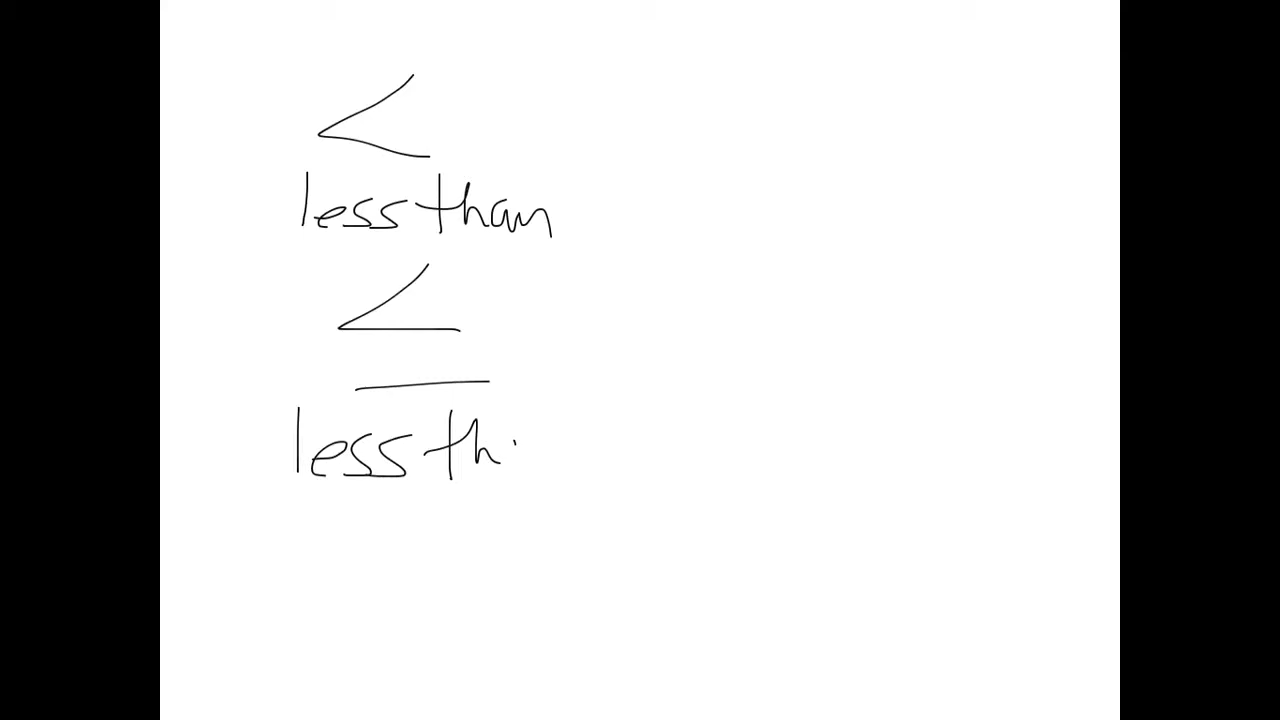 <
less than
≤
less th